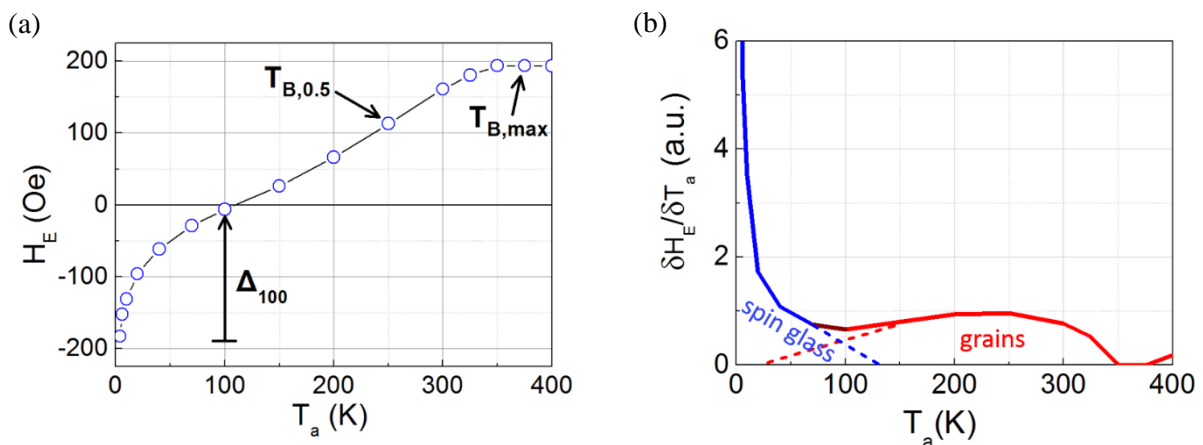 (a)
200
100
0
-100
-200
H_E (Oe)
T_B,0.5
T_B,max
Δ_100
0 100 200 300 400
T_a (K)
(b)
6
4
2
0
δH_E/δT_a (a.u.)
spin glass
grains
0 100 200 300 400
T_a(K)